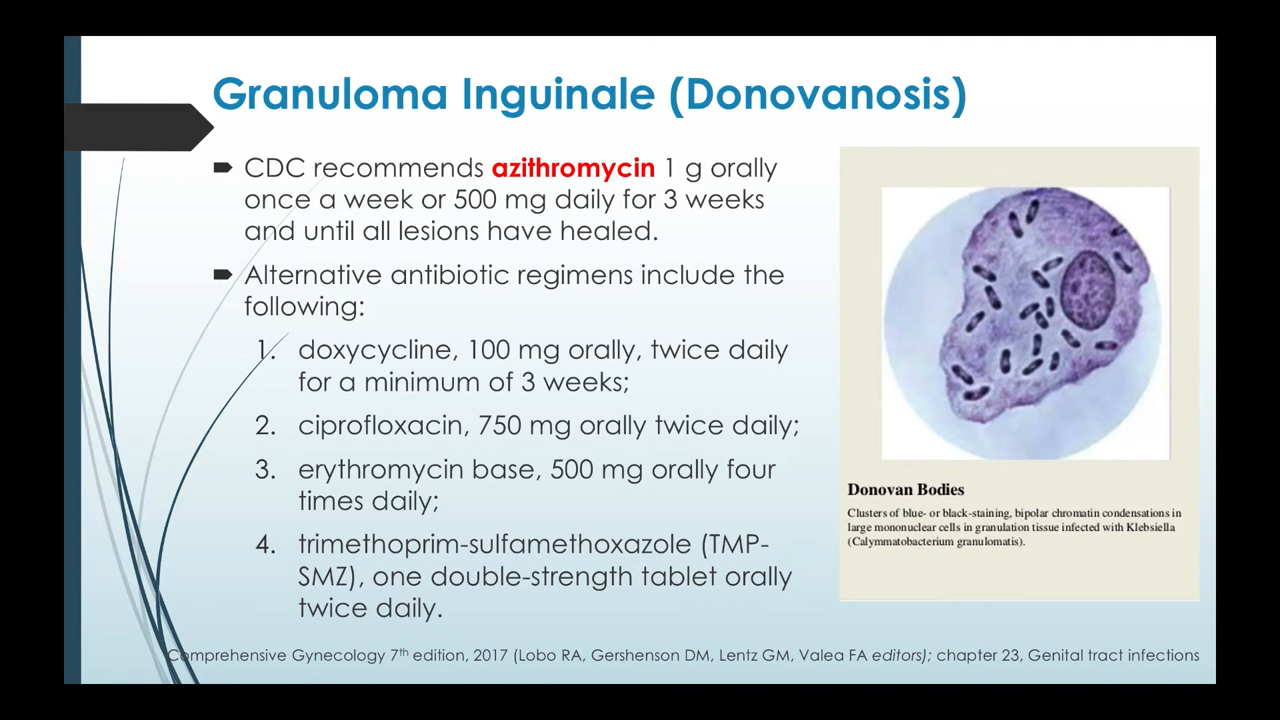 Granuloma Inguinale (Donovanosis)
CDC recommends azithromycin 1 g orally
once a week or 500 mg daily for 3 weeks
and until all lesions have healed.
Alternative antibiotic regimens include the
following:
1. doxycycline, 100 mg orally, twice daily
for a minimum of 3 weeks;
2. ciprofloxacin, 750 mg orally twice daily;
3. erythromycin base, 500 mg orally four
times daily;
4. trimethoprim-sulfamethoxazole (TMP-
SMZ), one double-strength tablet orally
twice daily.
Donovan Bodies
Clusters of blue- or black-staining, bipolar chromatin condensations in
large mononuclear cells in granulation tissue infected with Klebsiella
(Calymmatobacterium granulomatis).
Comprehensive Gynecology 7th edition, 2017 (Lobo RA, Gershenson DM, Lentz GM, Valea FA editors); chapter 23, Genital tract infections